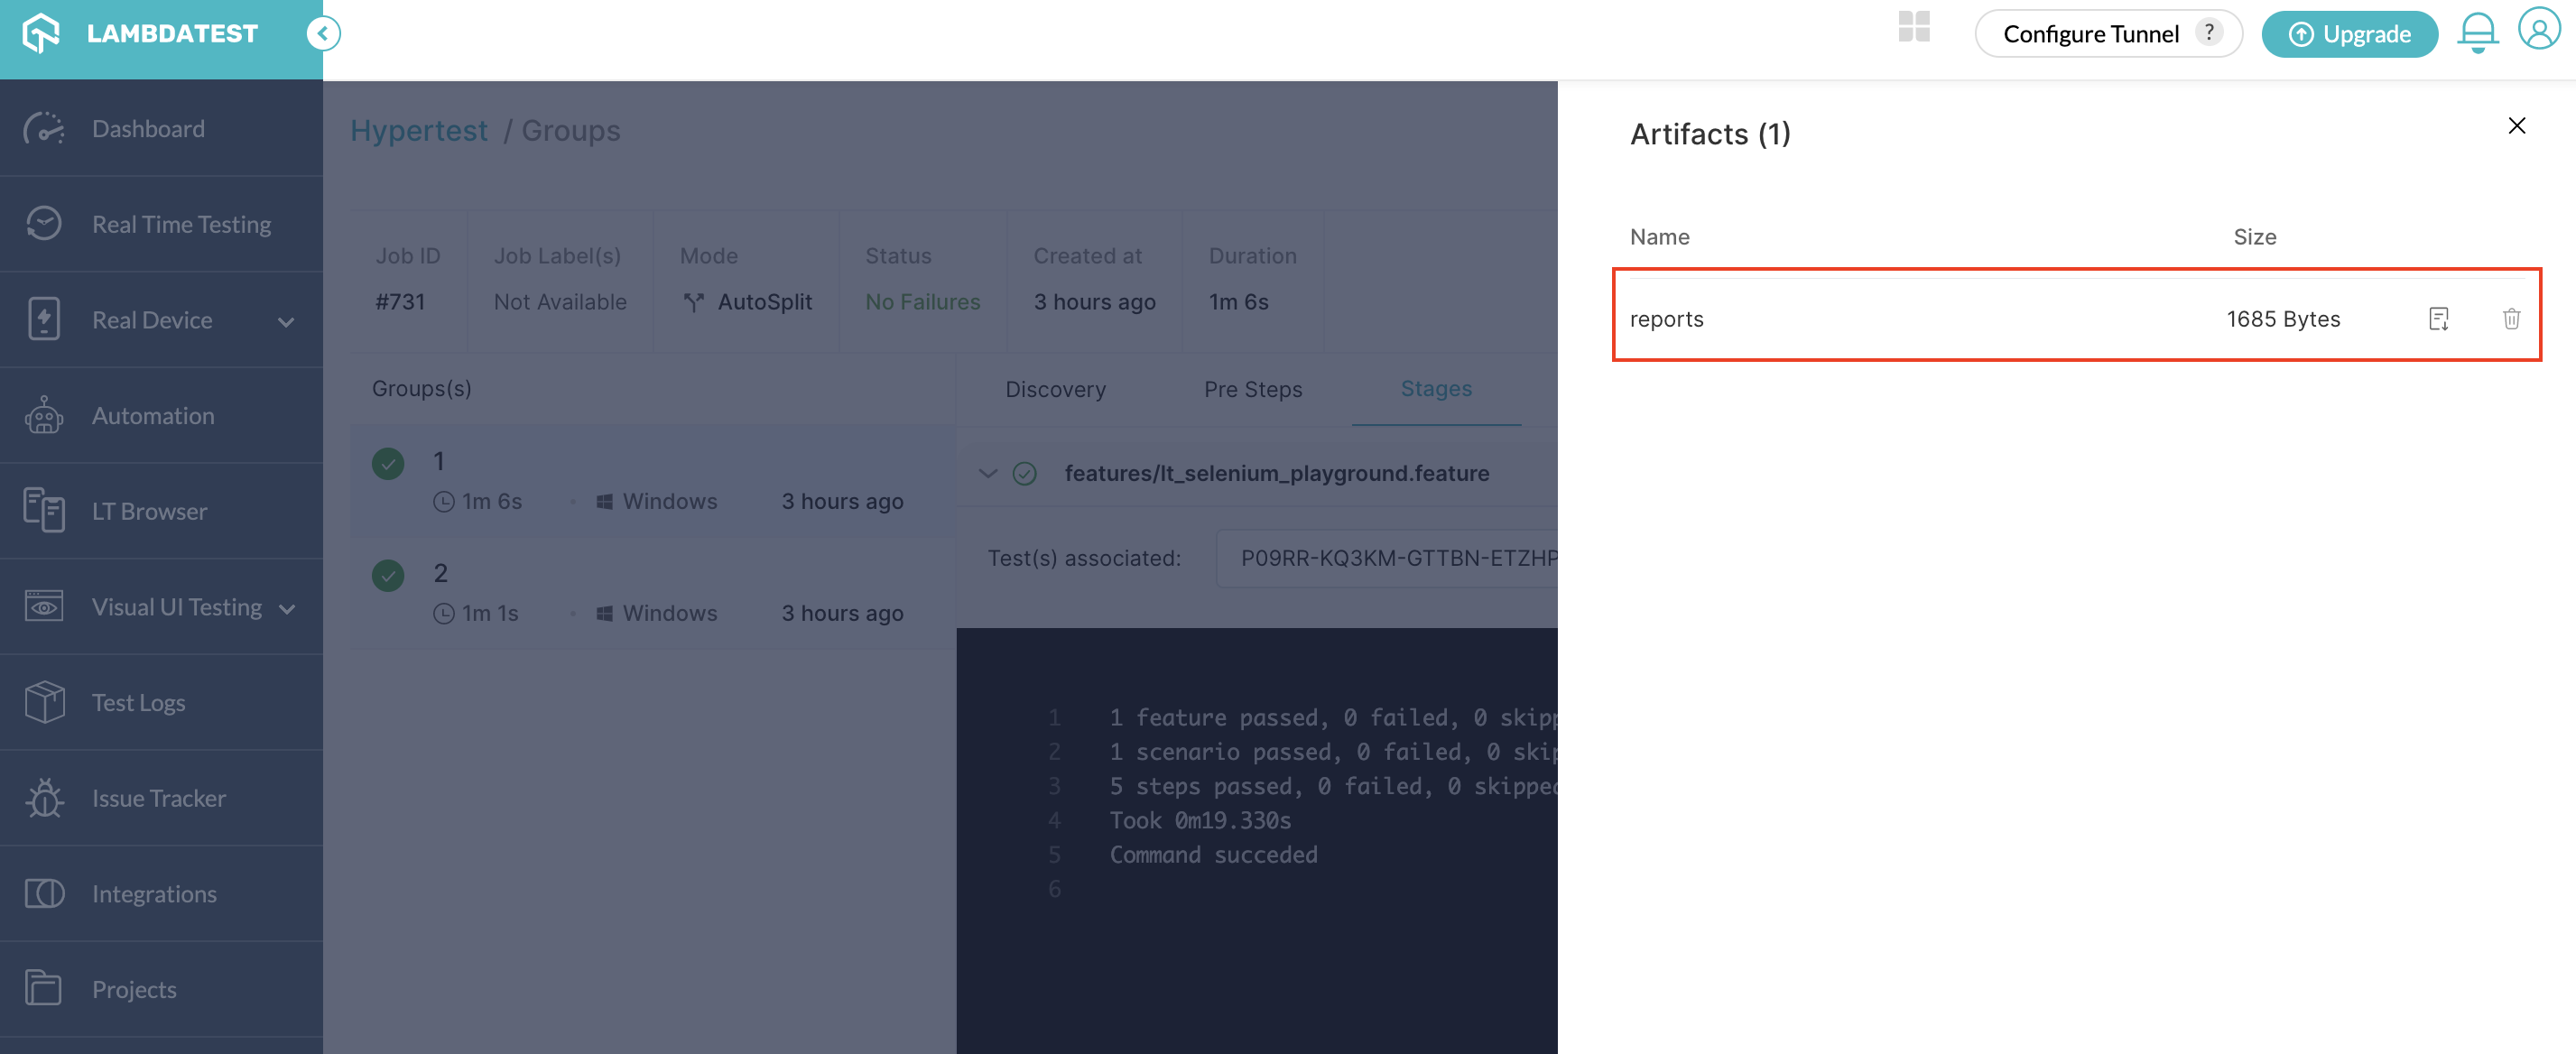 LAMBDATEST
Configure Tunnel ?
Upgrade
Dashboard
Real Time Testing
Real Device
Automation
LT Browser
Visual UI Testing
Test Logs
Issue Tracker
Integrations
Projects
Hypertest / Groups
Job ID
#731
Job Label(s)
Not Available
Mode
AutoSplit
Status
No Failures
Created at
3 hours ago
Duration
1m 6s
Groups(s)
1
1m 6s Windows 3 hours ago
2
1m 1s Windows 3 hours ago
Discovery Pre Steps Stages
features/lt_selenium_playground.feature
Test(s) associated: P09RR-KQ3KM-GTTBN-ETZHP
1 1 feature passed, 0 failed, 0 skipp
2 1 scenario passed, 0 failed, 0 skip
3 5 steps passed, 0 failed, 0 skipped
4 Took 0m19.330s
5 Command succeded
6
Artifacts (1)
Name Size
reports 1685 Bytes